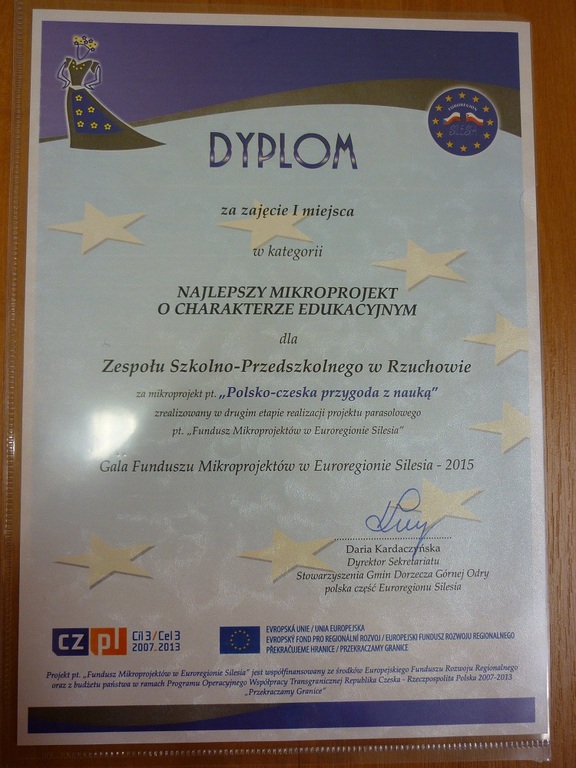 EUROREGION
SILESIA
DYPLOM
za zajęcie I miejsca
w kategorii
NAJLEPSZY MIKROPROJEKT
O CHARAKTERZE EDUKACYJNYM
dla
Zespołu Szkolno-Przedszkolnego w Rzuchowie
za mikroprojekt pt. „Polsko-czeska przygoda z nauką"
zrealizowany w drugim etapie realizacji projektu parasolowego
pt. „Fundusz Mikroprojektów w Euroregionie Silesia"
Gala Funduszu Mikroprojektów w Euroregionie Silesia - 2015
Daria Kardaczyńska
Dyrektor Sekretariatu
Stowarzyszenia Gmin Dorzecza Górnej Odry
polska część Euroregionu Silesia
cz pl Cíl 3 / Cel 3
2007.2013
EVROPSKÁ UNIE / UNIA EUROPEJSKA
EVROPSKÝ FOND PRO REGIONÁLNÍ ROZVOJ / EUROPEJSKI FUNDUSZ ROZWOJU REGIONALNEGO
PŘEKRAČUJEME HRANICE / PRZEKRACZAMY GRANICE
Projekt pt. „Fundusz Mikroprojektów w Euroregionie Silesia" jest współfinansowany ze środków Europejskiego Funduszu Rozwoju Regionalnego
oraz z budżetu państwa w ramach Programu Operacyjnego Współpracy Transgranicznej Republika Czeska - Rzeczpospolita Polska 2007-2013
„Przekraczamy Granice"